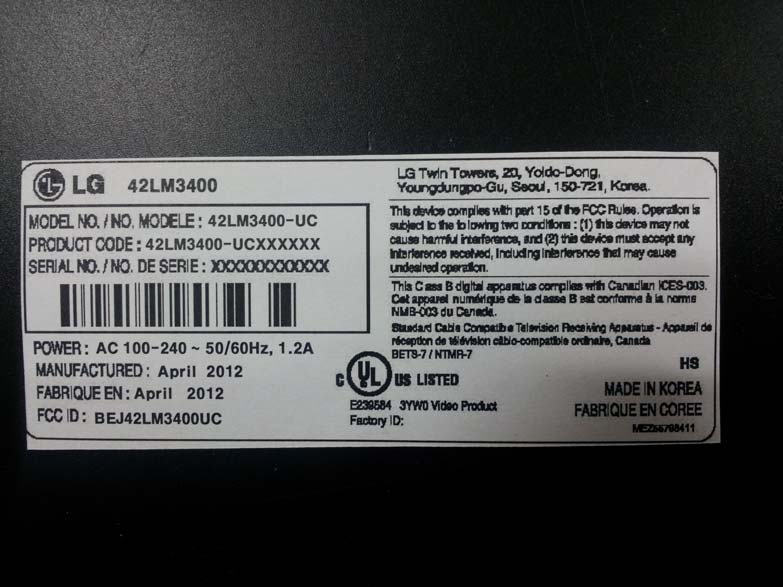 LG 42LM3400
MODEL NO. / NO. MODELE : 42LM3400-UC
PRODUCT CODE : 42LM3400-UCXXXXXX
SERIAL NO. / NO. DE SERIE : XXXXXXXXXXXX
POWER : AC 100-240 ~ 50/60Hz, 1.2A
MANUFACTURED : April 2012
FABRIQUE EN : April 2012
FCC ID : BEJ42LM3400UC
C UL US LISTED
E239584 3YW0 Video Product
Factory ID:
LG Twin Towers, 20, Yoido-Dong,
Youngdungpo-Gu, Seoul, 150-721, Korea.
This device complies with part 15 of the FCC Rules. Operation is
subject to the following two conditions : (1) this device may not
cause harmful interference, and (2) this device must accept any
interference received, including interference that may cause
undesired operation.
This Class B digital apparatus complies with Canadian ICES-003.
Cet appareil numérique de la classe B est conforme à la norme
NMB-003 du Canada.
Standard Cable Compatible Television Receiving Apparatus - Appareil de
réception de télévision câblo-compatible ordinaire, Canada
BETS-7 / NTMR-7
HS
MADE IN KOREA
FABRIQUE EN COREE